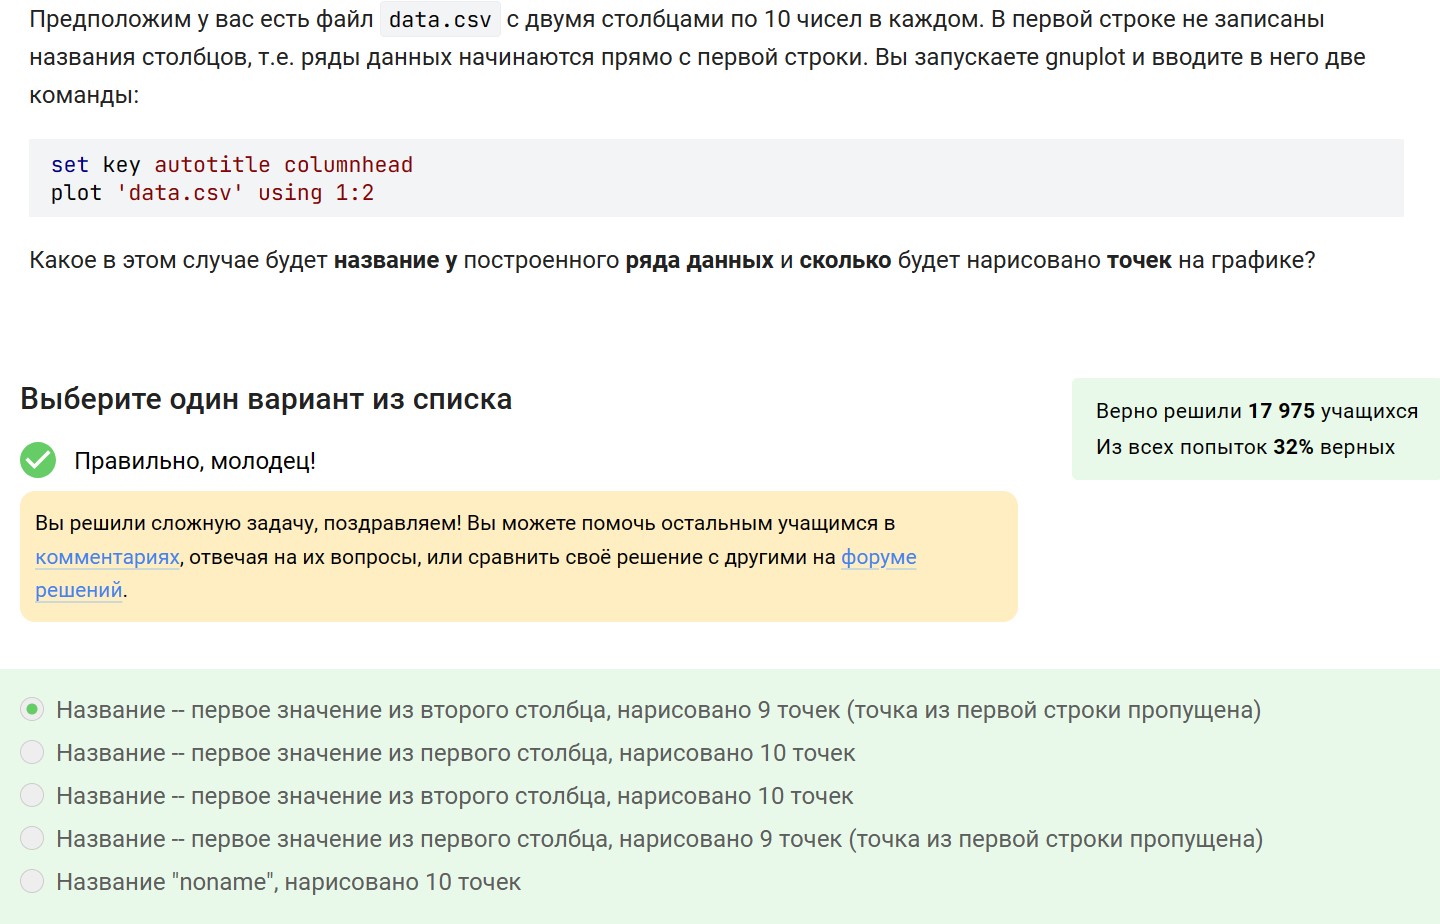 Предположим у вас есть файл data.csv с двумя столбцами по 10 чисел в каждом. В первой строке не записаны
названия столбцов, т.е. ряды данных начинаются прямо с первой строки. Вы запускаете gnuplot и вводите в него две
команды:
set key autotitle columnhead
plot 'data.csv' using 1:2
Какое в этом случае будет название у построенного ряда данных и сколько будет нарисовано точек на графике?
Выберите один вариант из списка
Верно решили 17 975 учащихся
Из всех попыток 32% верных
Правильно, молодец!
Вы решили сложную задачу, поздравляем! Вы можете помочь остальным учащимся в
комментариях, отвечая на их вопросы, или сравнить своё решение с другими на форуме
решений.
Название -- первое значение из второго столбца, нарисовано 9 точек (точка из первой строки пропущена)
Название -- первое значение из первого столбца, нарисовано 10 точек
Название -- первое значение из второго столбца, нарисовано 10 точек
Название -- первое значение из первого столбца, нарисовано 9 точек (точка из первой строки пропущена)
Название "noname", нарисовано 10 точек